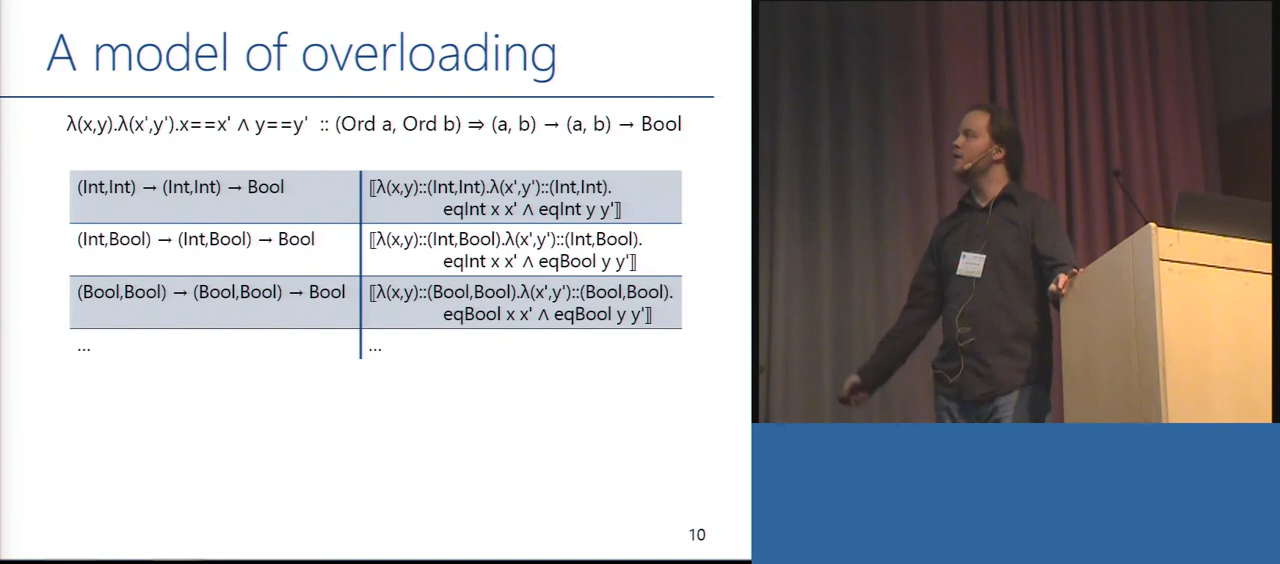 A model of overloading
λ(x,y).λ(x',y').x==x' ∧ y==y' :: (Ord a, Ord b) ⇒ (a, b) → (a, b) → Bool
(Int,Int) → (Int,Int) → Bool
⟦λ(x,y)::(Int,Int).λ(x',y')::(Int,Int).
eqInt x x' ∧ eqInt y y'⟧
(Int,Bool) → (Int,Bool) → Bool
⟦λ(x,y)::(Int,Bool).λ(x',y')::(Int,Bool).
eqInt x x' ∧ eqBool y y'⟧
(Bool,Bool) → (Bool,Bool) → Bool
⟦λ(x,y)::(Bool,Bool).λ(x',y')::(Bool,Bool).
eqBool x x' ∧ eqBool y y'⟧
...
...
10